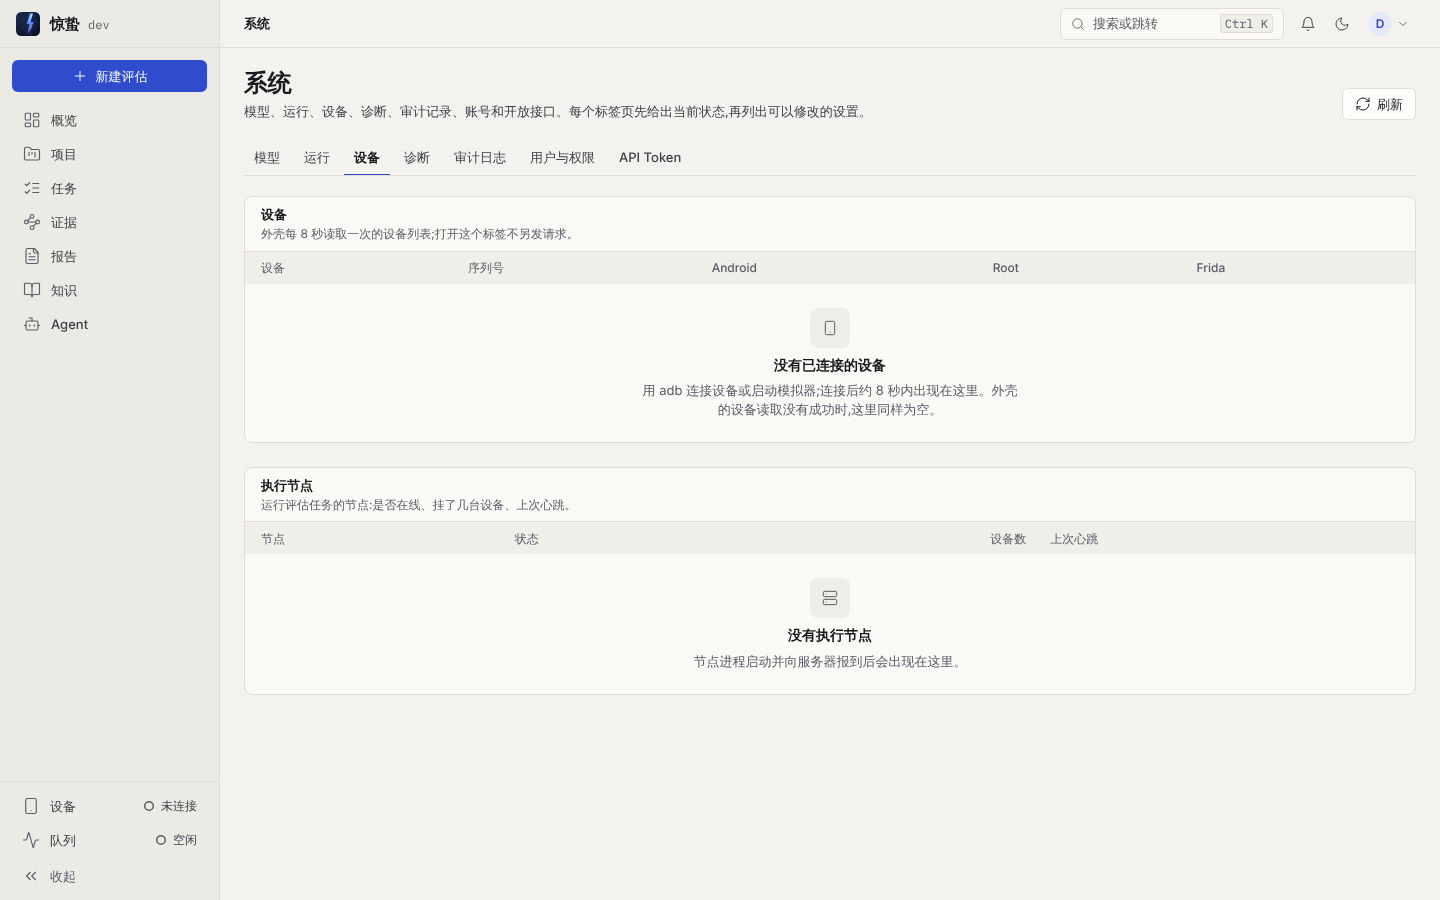 惊蛰 dev
系统
搜索或跳转 Ctrl K
D
新建评估
概览
项目
任务
证据
报告
知识
Agent
设备 未连接
队列 空闲
收起
系统
模型、运行、设备、诊断、审计记录、账号和开放接口。每个标签页先给出当前状态,再列出可以修改的设置。
刷新
模型 运行 设备 诊断 审计日志 用户与权限 API Token
设备
外壳每 8 秒读取一次的设备列表;打开这个标签不另发请求。
设备 序列号 Android Root Frida
没有已连接的设备
用 adb 连接设备或启动模拟器;连接后约 8 秒内出现在这里。外壳
的设备读取没有成功时,这里同样为空。
执行节点
运行评估任务的节点:是否在线、挂了几台设备、上次心跳。
节点 状态 设备数 上次心跳
没有执行节点
节点进程启动并向服务器报到后会出现在这里。